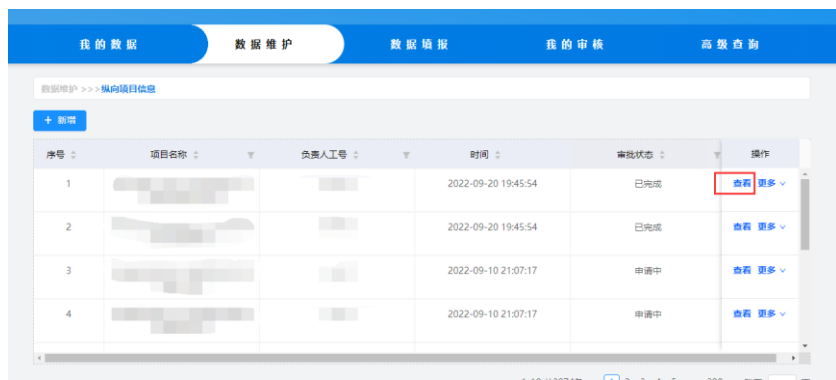 我的数据 数据维护 数据填报 我的审核 高级查询
数据维护 >>>纵向项目信息
+ 新增
序号 项目名称 负责人工号 时间 审批状态 操作
1 2022-09-20 19:45:54 已完成 查看 更多
2 2022-09-20 19:45:54 已完成 查看 更多
3 2022-09-10 21:07:17 申请中 查看 更多
4 2022-09-10 21:07:17 申请中 查看 更多